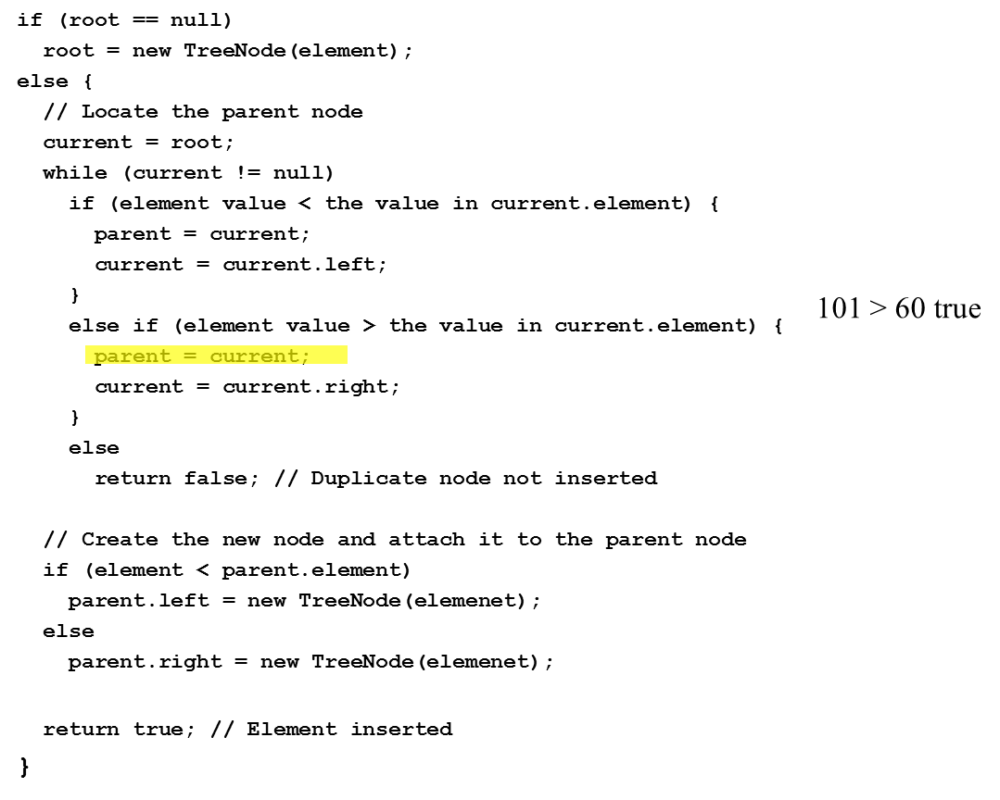 if (root == null)
  root = new TreeNode(element);
else {
  // Locate the parent node
  current = root;
  while (current != null)
    if (element value < the value in current.element) {
      parent = current;
      current = current.left;
    }
    else if (element value > the value in current.element) {
101 > 60 true
      parent = current;
      current = current.right;
    }
    else
      return false; // Duplicate node not inserted
  // Create the new node and attach it to the parent node
  if (element < parent.element)
    parent.left = new TreeNode(elemenet);
  else
    parent.right = new TreeNode(elemenet);
  return true; // Element inserted
}